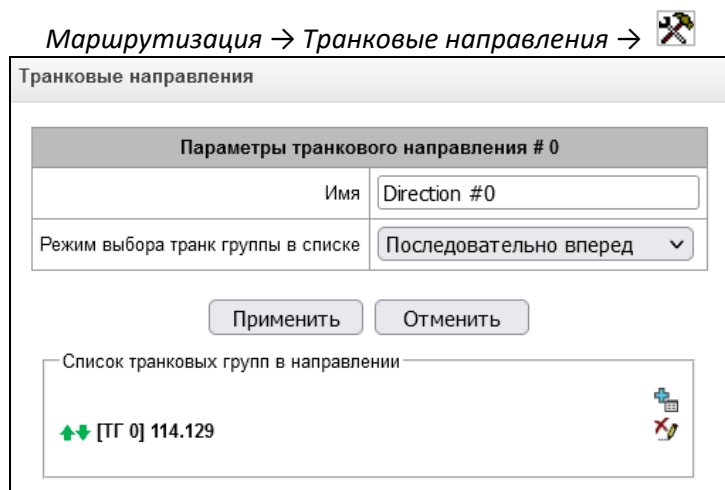 Маршрутизация → Транковые направления →
Транковые направления
Параметры транкового направления # 0
Имя Direction #0
Режим выбора транк группы в списке Последовательно вперед
Применить Отменить
Список транковых групп в направлении
[ТГ 0] 114.129